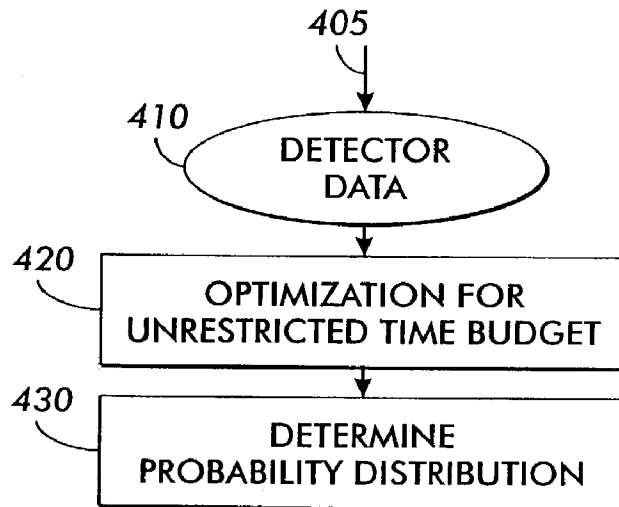 405
410
DETECTOR
DATA
420
OPTIMIZATION FOR
UNRESTRICTED TIME BUDGET
430
DETERMINE
PROBABILITY DISTRIBUTION